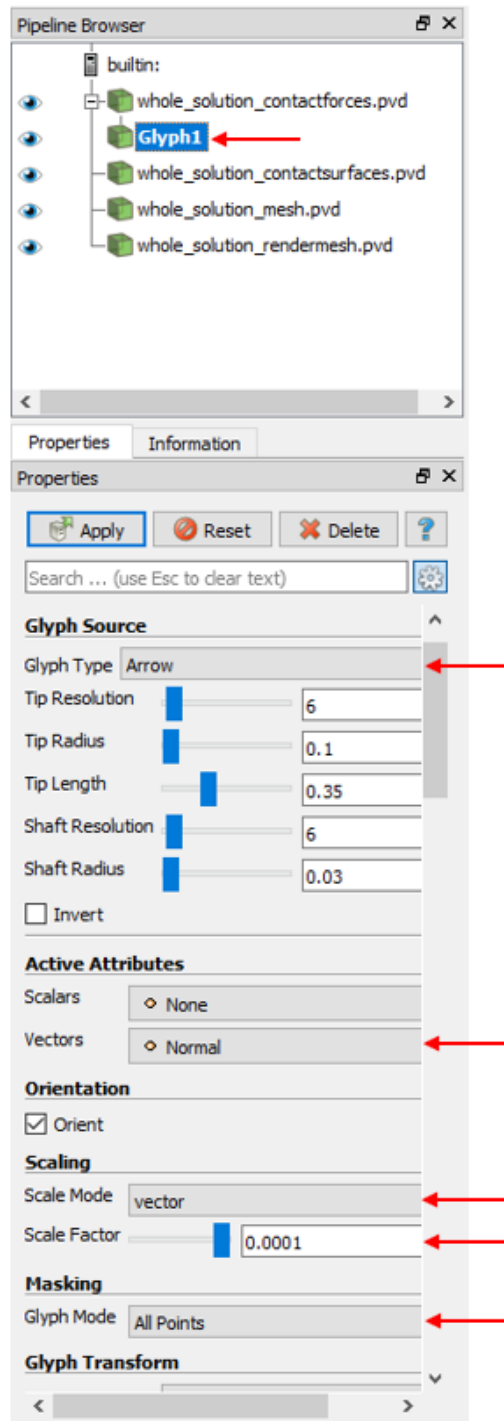 Pipeline Browser
builtin:
whole_solution_contactforces.pvd
Glyph1
whole_solution_contactsurfaces.pvd
whole_solution_mesh.pvd
whole_solution_rendermesh.pvd
Properties Information
Properties
Apply Reset Delete ?
Search ... (use Esc to clear text)
Glyph Source
Glyph Type Arrow
Tip Resolution 6
Tip Radius 0.1
Tip Length 0.35
Shaft Resolution 6
Shaft Radius 0.03
Invert
Active Attributes
Scalars None
Vectors Normal
Orientation
Orient
Scaling
Scale Mode vector
Scale Factor 0.0001
Masking
Glyph Mode All Points
Glyph Transform